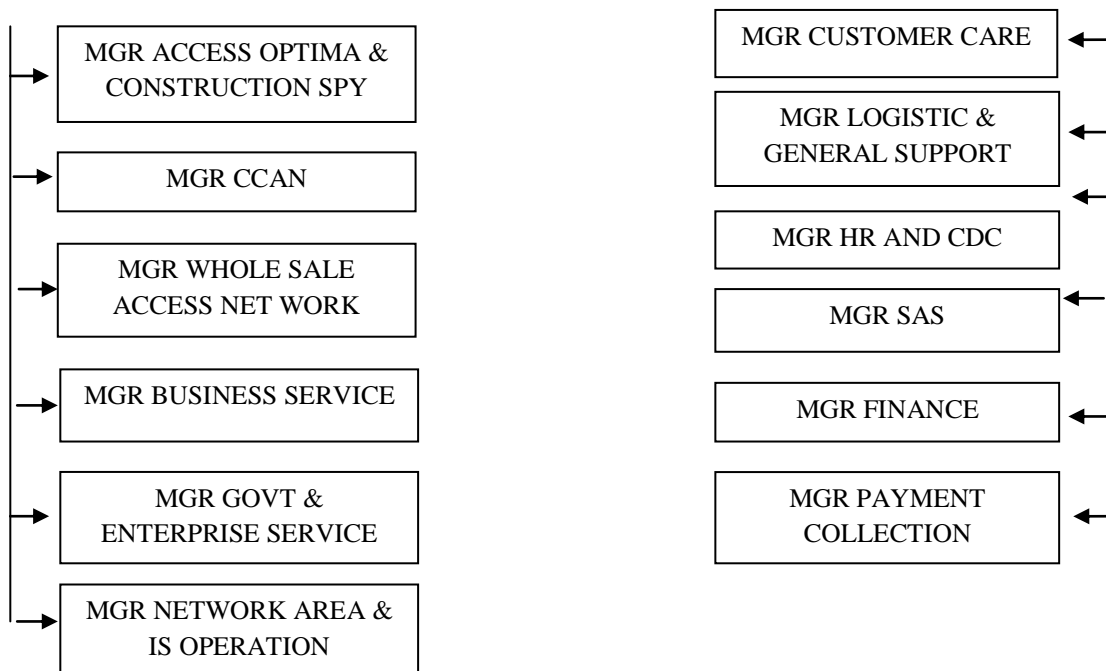 MGR ACCESS OPTIMA &
CONSTRUCTION SPY
MGR CCAN
MGR WHOLE SALE
ACCESS NET WORK
MGR BUSINESS SERVICE
MGR GOVT &
ENTERPRISE SERVICE
MGR NETWORK AREA &
IS OPERATION
MGR CUSTOMER CARE
MGR LOGISTIC &
GENERAL SUPPORT
MGR HR AND CDC
MGR SAS
MGR FINANCE
MGR PAYMENT
COLLECTION